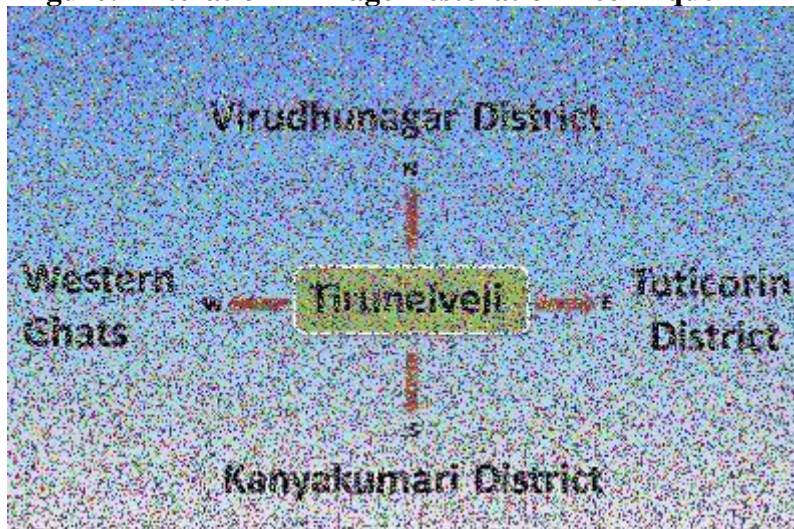 Virudhunagar District
N
Western
Ghats
W
Tirunelveli
E
Tuticorin
District
S
Kanyakumari District